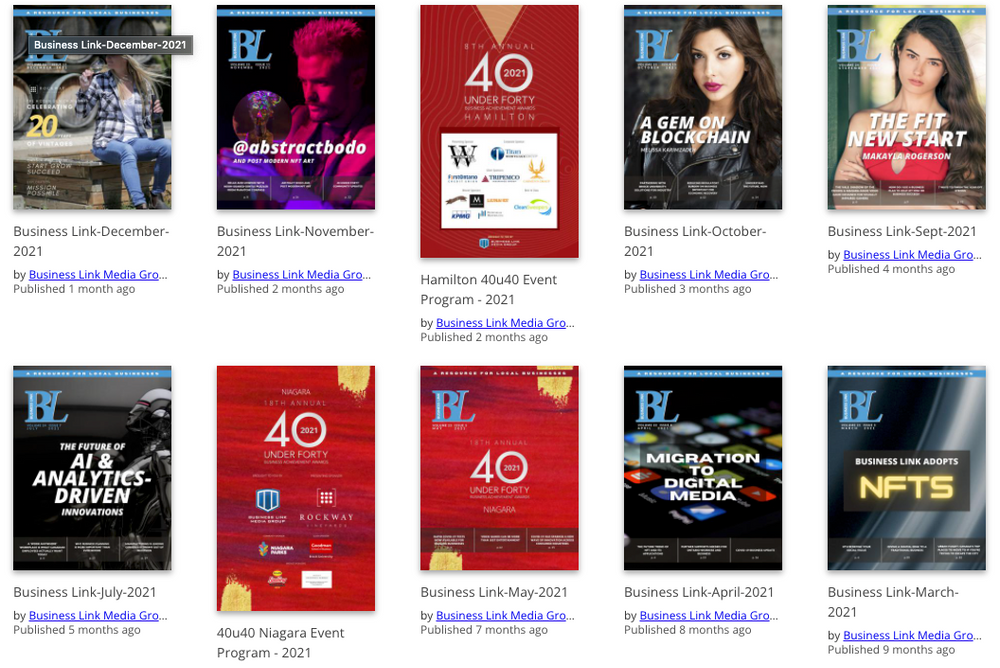 A RESOURCE FOR LOCAL BUSINESSES
BL
Business Link-December-2021
CELEBRATING
20
OF VINTAGES
START GROW
SUCCEED
MISSION
POSSIBLE
Business Link-December-
2021
by Business Link Media Gro...
Published 1 month ago
A RESOURCE FOR LOCAL BUSINESSES
BL
@abstractbodo
AND POST MODERN NFT ART
Business Link-November-
2021
by Business Link Media Gro...
Published 2 months ago
8TH ANNUAL
40
2021
UNDER FORTY
BUSINESS ACHIEVEMENT AWARDS
HAMILTON
W
Titan
TRIPEMCO
KPMG
M
BUSINESS LINK
MEDIA GROUP
Hamilton 40u40 Event
Program - 2021
by Business Link Media Gro...
Published 2 months ago
A RESOURCE FOR LOCAL BUSINESSES
BL
A GEM ON
BLOCKCHAIN
MELISSA KARIMZADEH
Business Link-October-
2021
by Business Link Media Gro...
Published 3 months ago
A RESOURCE FOR LOCAL BUSINESSES
BL
THE FIT
NEW START
MAKAYLA ROGERSON
Business Link-Sept-2021
by Business Link Media Gro...
Published 4 months ago
A RESOURCE FOR LOCAL BUSINESSES
BL
THE FUTURE OF
AI &
ANALYTICS-
DRIVEN
INNOVATIONS
Business Link-July-2021
by Business Link Media Gro...
Published 5 months ago
NIAGARA
18TH ANNUAL
40
2021
UNDER FORTY
BUSINESS ACHIEVEMENT AWARDS
BUSINESS LINK
MEDIA GROUP
ROCKWAY
VINEYARDS
NIAGARA
PARKS
40u40 Niagara Event
Program - 2021
A RESOURCE FOR LOCAL BUSINESSES
BL
18TH ANNUAL
40
2021
UNDER FORTY
BUSINESS ACHIEVEMENT AWARDS
NIAGARA
Business Link-May-2021
by Business Link Media Gro...
Published 7 months ago
A RESOURCE FOR LOCAL BUSINESSES
BL
MIGRATION
TO
DIGITAL
MEDIA
Business Link-April-2021
by Business Link Media Gro...
Published 8 months ago
A RESOURCE FOR LOCAL BUSINESSES
BL
BUSINESS LINK ADOPTS
NFTS
Business Link-March-
2021
by Business Link Media Gro...
Published 9 months ago